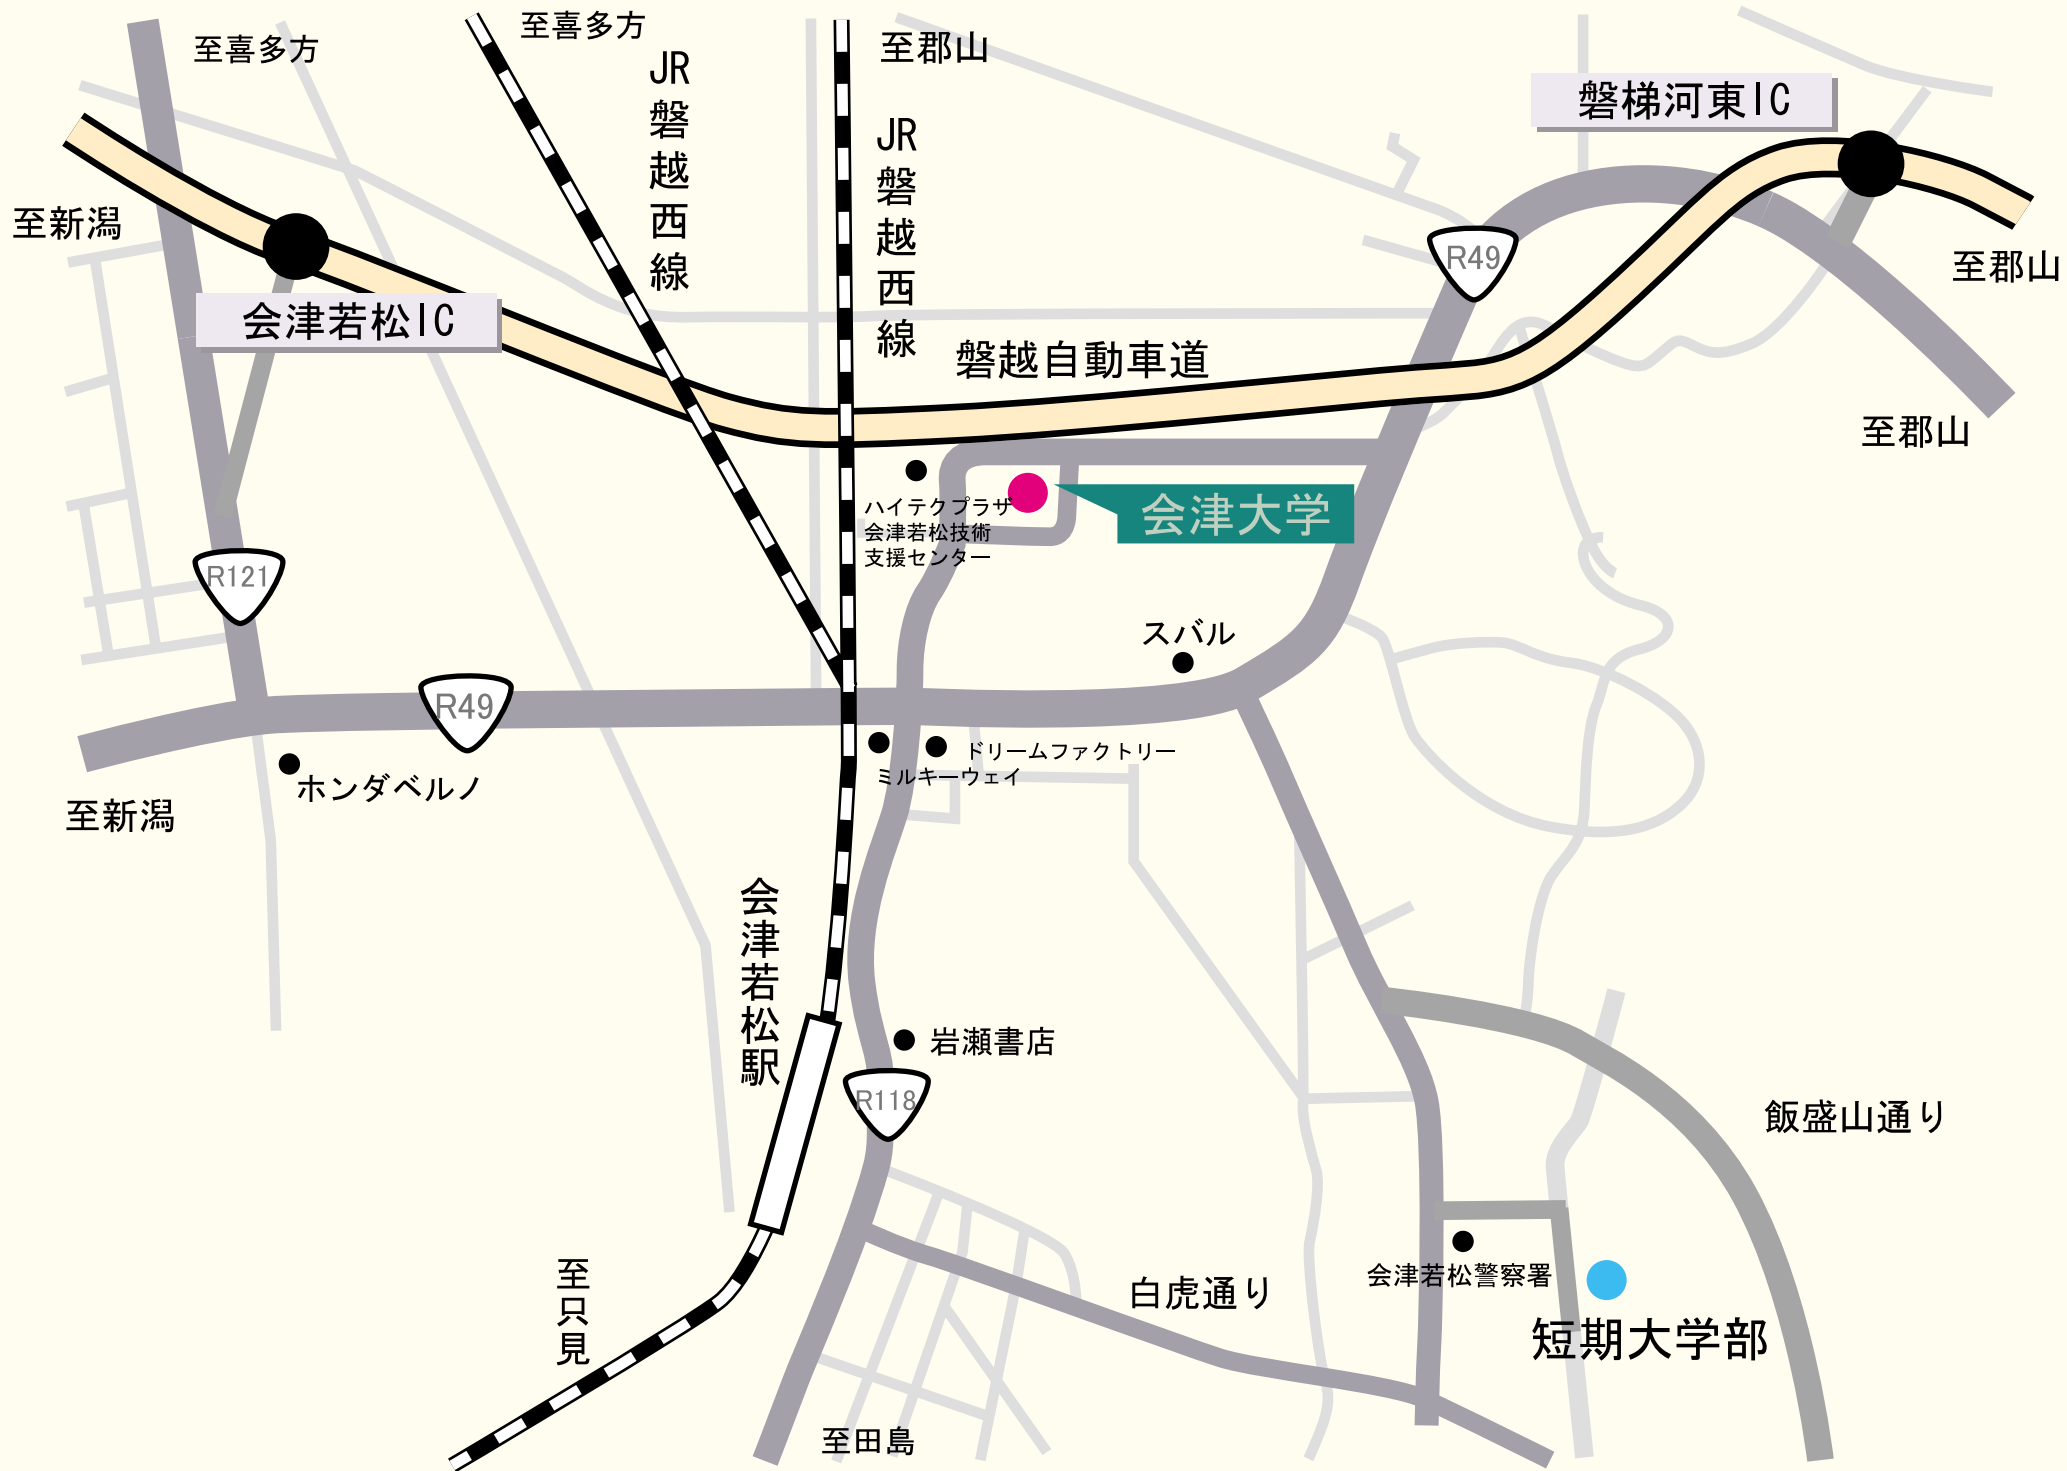 至喜多方
至喜多方
至郡山
JR磐越西線
JR磐越西線
磐梯河東IC
至新潟
会津若松IC
R49
至郡山
磐越自動車道
至郡山
ハイテクプラザ
会津若松技術
支援センター
会津大学
R121
スバル
R49
ホンダベルノ
ドリームファクトリー
ミルキーウェイ
至新潟
会津若松駅
岩瀬書店
R118
飯盛山通り
至只見
白虎通り
会津若松警察署
短期大学部
至田島